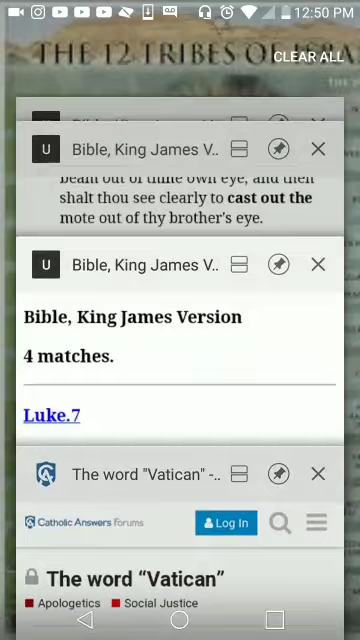 12:50 PM
THE 12 TRIBES OF
CLEAR ALL
U Bible, King James V..
beam out of thine own eye, and then
shalt thou see clearly to cast out the
mote out of thy brother's eye.
U Bible, King James V..
Bible, King James Version
4 matches.
Luke.7
The word "Vatican" -..
Catholic Answers Forums
Log In
The word “Vatican”
Apologetics Social Justice